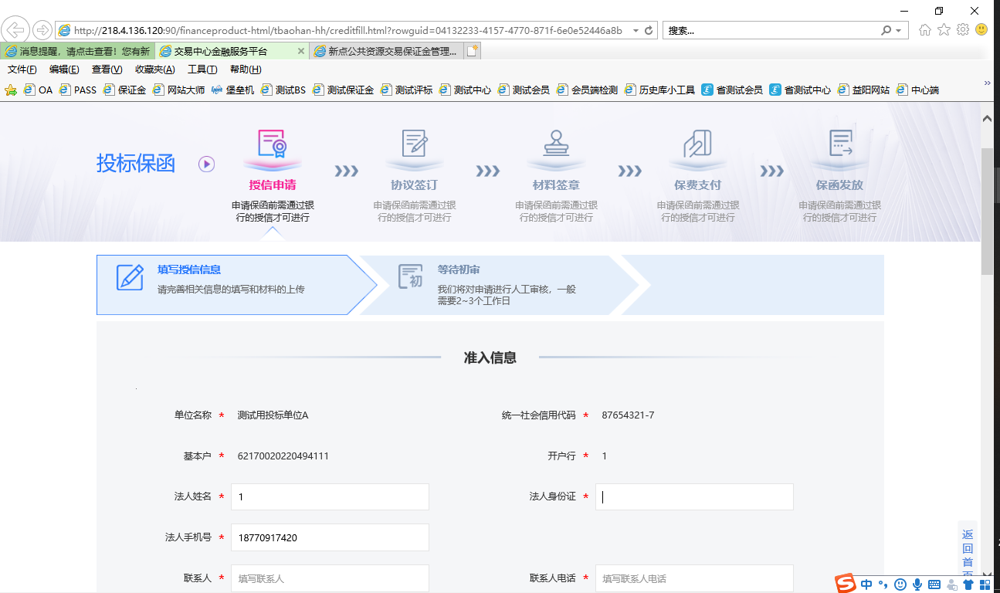 http://218.4.136.120:90/financeproduct-html/tbaohan-hh/creditfill.html?rowguid=04132233-4157-4770-871f-6e0e52446a8b
搜索...
消息提醒，请点击查看！您有新
交易中心金融服务平台
新点公共资源交易保证金管理...
文件(F) 编辑(E) 查看(V) 收藏夹(A) 工具(T) 帮助(H)
OA PASS 保证金 网站大师 堡垒机 测试BS 测试保证金 测试评标 测试中心 测试会员 会员端检测 历史库小工具 省测试会员 省测试中心 益阳网站 中心端
投标保函
授信申请
申请保函前需通过银
行的授信才可进行
协议签订
申请保函前需通过银
行的授信才可进行
材料签章
申请保函前需通过银
行的授信才可进行
保费支付
申请保函前需通过银
行的授信才可进行
保函发放
申请保函前需通过银
行的授信才可进行
填写授信信息
请完善相关信息的填写和材料的上传
初
等待初审
我们将对申请进行人工审核，一般
需要2~3个工作日
准入信息
单位名称 * 测试用投标单位A
统一社会信用代码 * 87654321-7
基本户 * 62170020220494111
开户行 * 1
法人姓名 * 1
法人身份证 *
法人手机号 * 18770917420
联系人 * 填写联系人
联系人电话 * 填写联系人电话
返
回
首
S 中